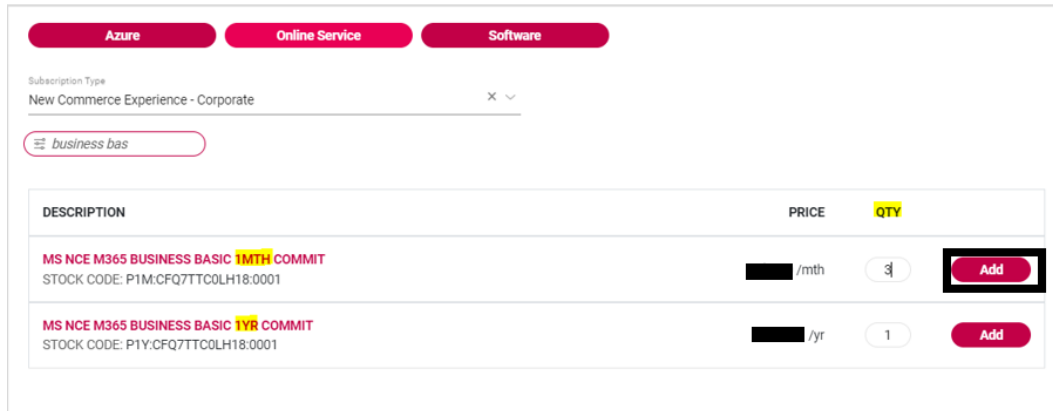 Azure Online Service Software
Subscription Type
New Commerce Experience - Corporate
business bas
DESCRIPTION PRICE QTY
MS NCE M365 BUSINESS BASIC 1MTH COMMIT
STOCK CODE: P1M:CFQ7TTC0LH18:0001
/mth 3 Add
MS NCE M365 BUSINESS BASIC 1YR COMMIT
STOCK CODE: P1Y:CFQ7TTC0LH18:0001
/yr 1 Add